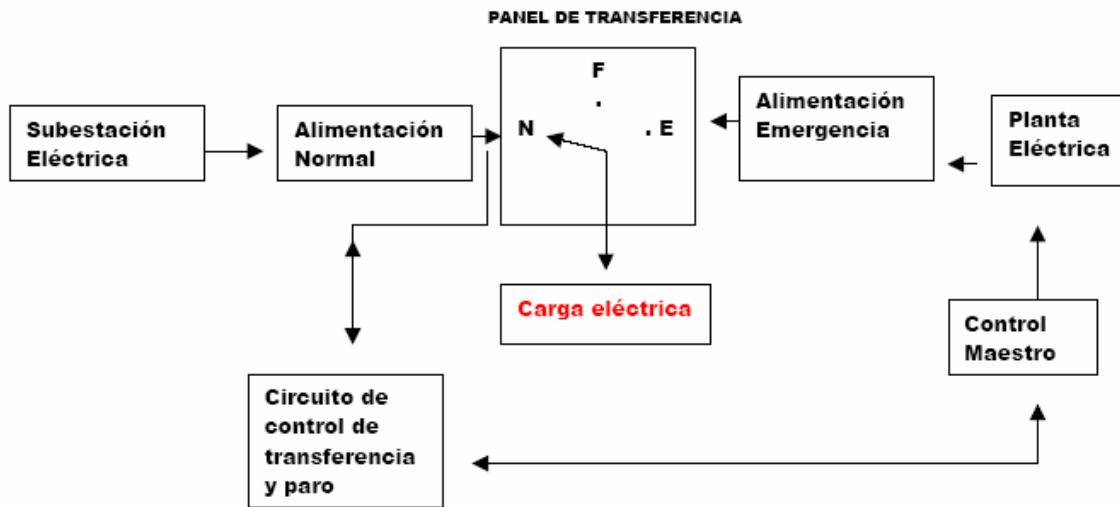 PANEL DE TRANSFERENCIA
Subestación
Eléctrica
Alimentación
Normal
F
.
N
. E
Alimentación
Emergencia
Planta
Eléctrica
Carga eléctrica
Control
Maestro
Circuito de
control de
transferencia
y paro